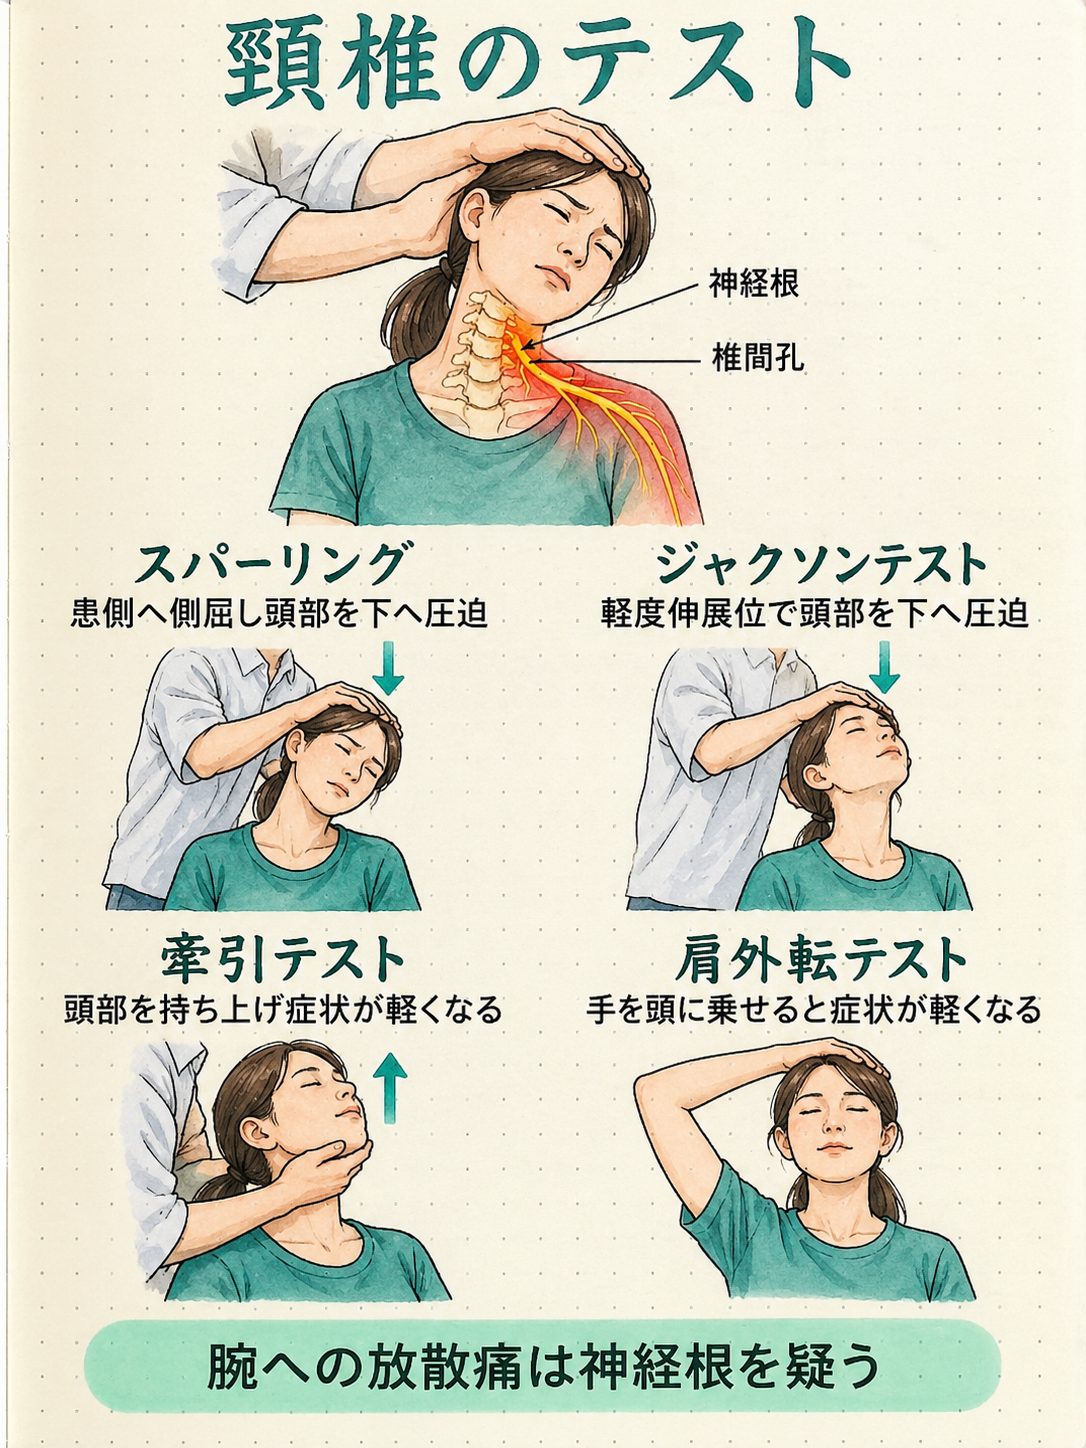 頸椎のテスト
神経根
椎間孔
スパーリング
患側へ側屈し頭部を下へ圧迫
ジャクソンテスト
軽度伸展位で頭部を下へ圧迫
牽引テスト
頭部を持ち上げ症状が軽くなる
肩外転テスト
手を頭に乗せると症状が軽くなる
腕への放散痛は神経根を疑う